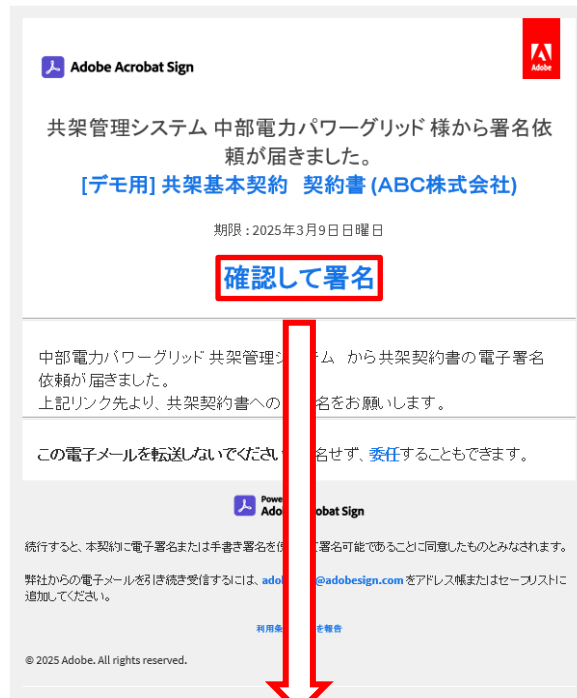 Adobe Acrobat Sign
Adobe
共架管理システム 中部電力パワーグリッド 様から署名依
頼が届きました。
[デモ用] 共架基本契約 契約書 (ABC株式会社)
期限 : 2025年3月9日日曜日
確認して署名
中部電力パワーグリッド 共架管理シ テム から共架契約書の電子署名
依頼が届きました。
上記リンク先より、共架契約書への 名をお願いします。
この電子メールを転送しないでください 名せず、委任することもできます。
Powe
Ado obat Sign
続行すると、本契約に電子署名または手書き署名を使 て署名可能であることに同意したものとみなされます。
弊社からの電子メールを引き続き受信するには、ado @adobesign.com をアドレス帳またはセーフリストに
追加してください。
利用条 を報告
© 2025 Adobe. All rights reserved.